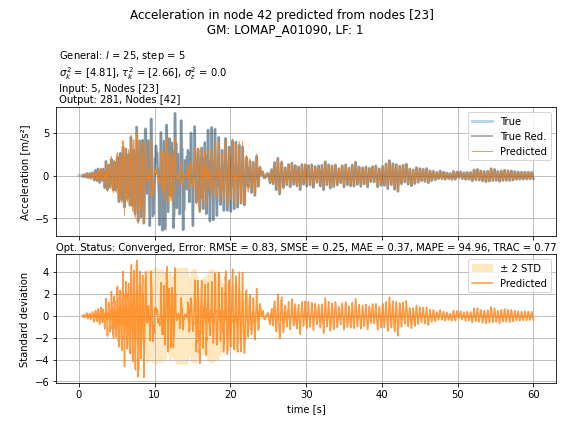 Acceleration in node 42 predicted from nodes [23]
GM: LOMAP_A01090, LF: 1
General: l = 25, step = 5
σ²ₖ = [4.81], τ²ₖ = [2.66], σ²ε = 0.0
Input: 5, Nodes [23]
Output: 281, Nodes [42]
Acceleration [m/s²]
5
0
−5
True
True Red.
Predicted
Opt. Status: Converged, Error: RMSE = 0.83, SMSE = 0.25, MAE = 0.37, MAPE = 94.96, TRAC = 0.77
Standard deviation
4
2
0
−2
−4
−6
± 2 STD
Predicted
0 10 20 30 40 50 60
time [s]